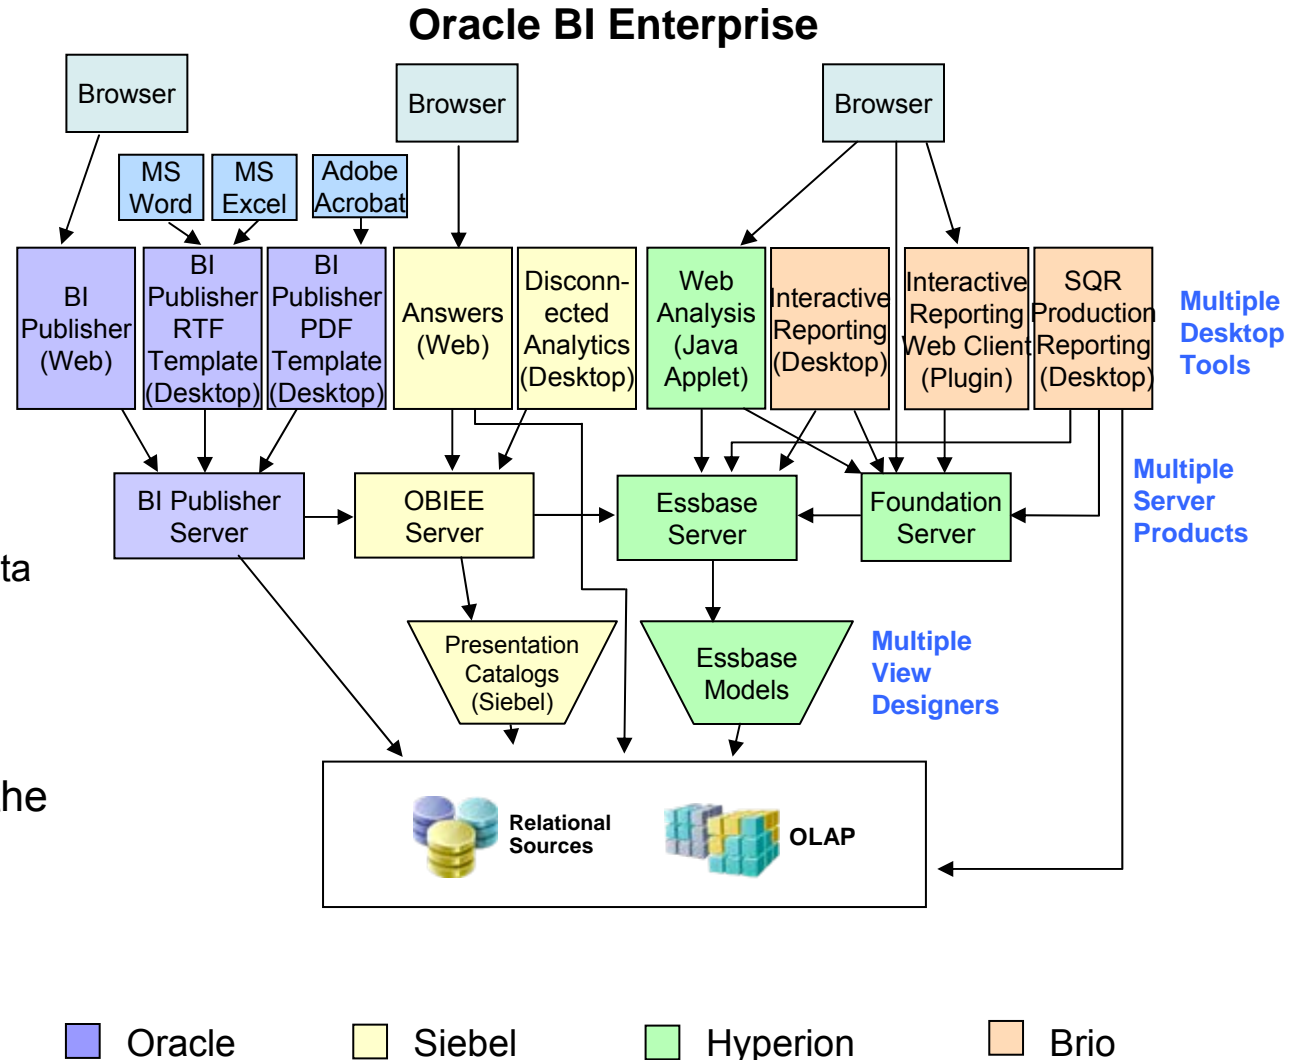 Oracle BI Enterprise
Browser
Browser
Browser
MS
Word
MS
Excel
Adobe
Acrobat
BI
Publisher
(Web)
BI
Publisher
RTF
Template
(Desktop)
BI
Publisher
PDF
Template
(Desktop)
Answers
(Web)
Disconn-
ected
Analytics
(Desktop)
Web
Analysis
(Java
Applet)
Interactive
Reporting
(Desktop)
Interactive
Reporting
Web Client
(Plugin)
SQR
Production
Reporting
(Desktop)
Multiple
Desktop
Tools
BI Publisher
Server
OBIEE
Server
Essbase
Server
Foundation
Server
Multiple
Server
Products
ta
Presentation
Catalogs
(Siebel)
Essbase
Models
Multiple
View
Designers
he
Relational
Sources
OLAP
Oracle
Siebel
Hyperion
Brio